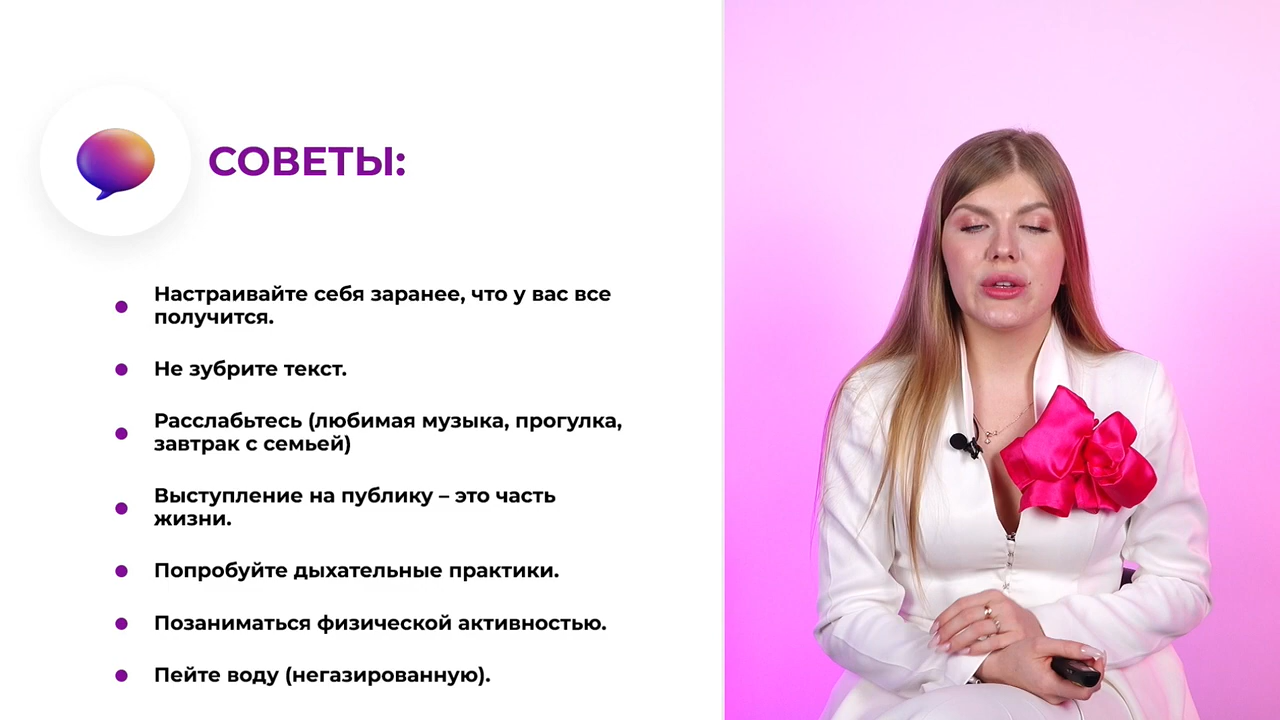 СОВЕТЫ:
Настраивайте себя заранее, что у вас все
получится.
Не зубрите текст.
Расслабьтесь (любимая музыка, прогулка,
завтрак с семьей)
Выступление на публику – это часть
жизни.
Попробуйте дыхательные практики.
Позаниматься физической активностью.
Пейте воду (негазированную).